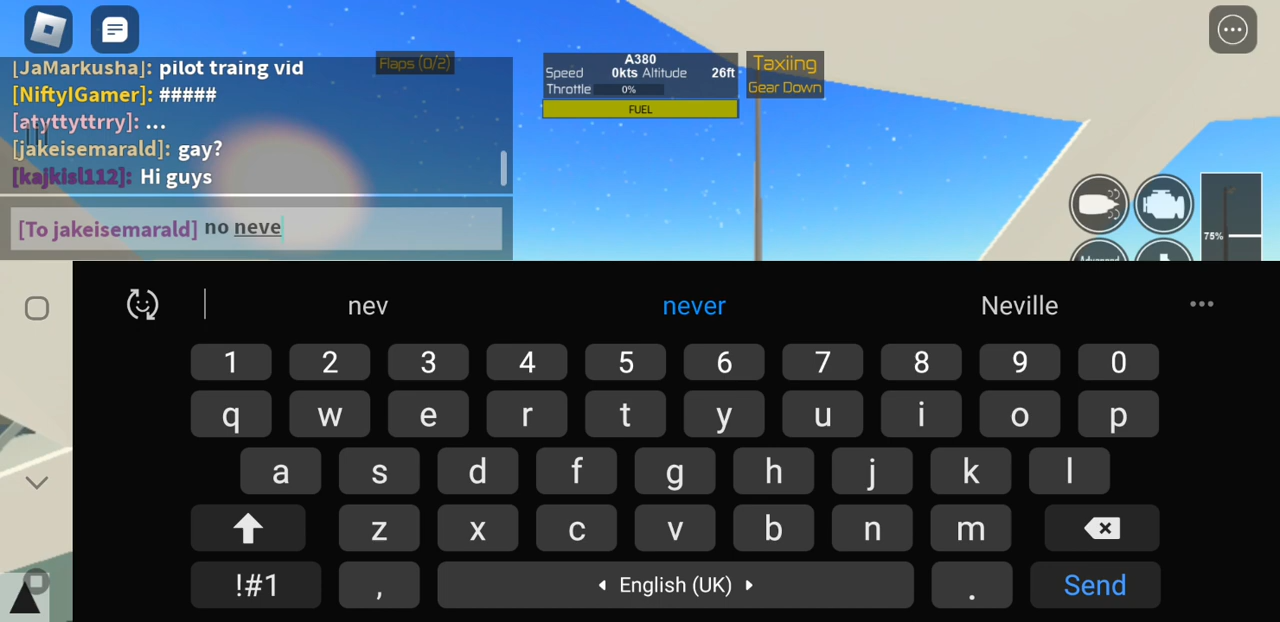 [JaMarkusha]: pilot traing vid
[NiftyIGamer]: #####
[atyttyttrry]: ...
[jakeisemarald]: gay?
[kajkisl112]: Hi guys
[To jakeisemarald] no neve
Flaps (0/2)
A380
Speed 0kts Altitude 26ft
Throttle 0%
FUEL
Taxiing
Gear Down
75%
Advanced
nev never Neville
1 2 3 4 5 6 7 8 9 0
q w e r t y u i o p
a s d f g h j k l
z x c v b n m
!#1 , English (UK) . Send